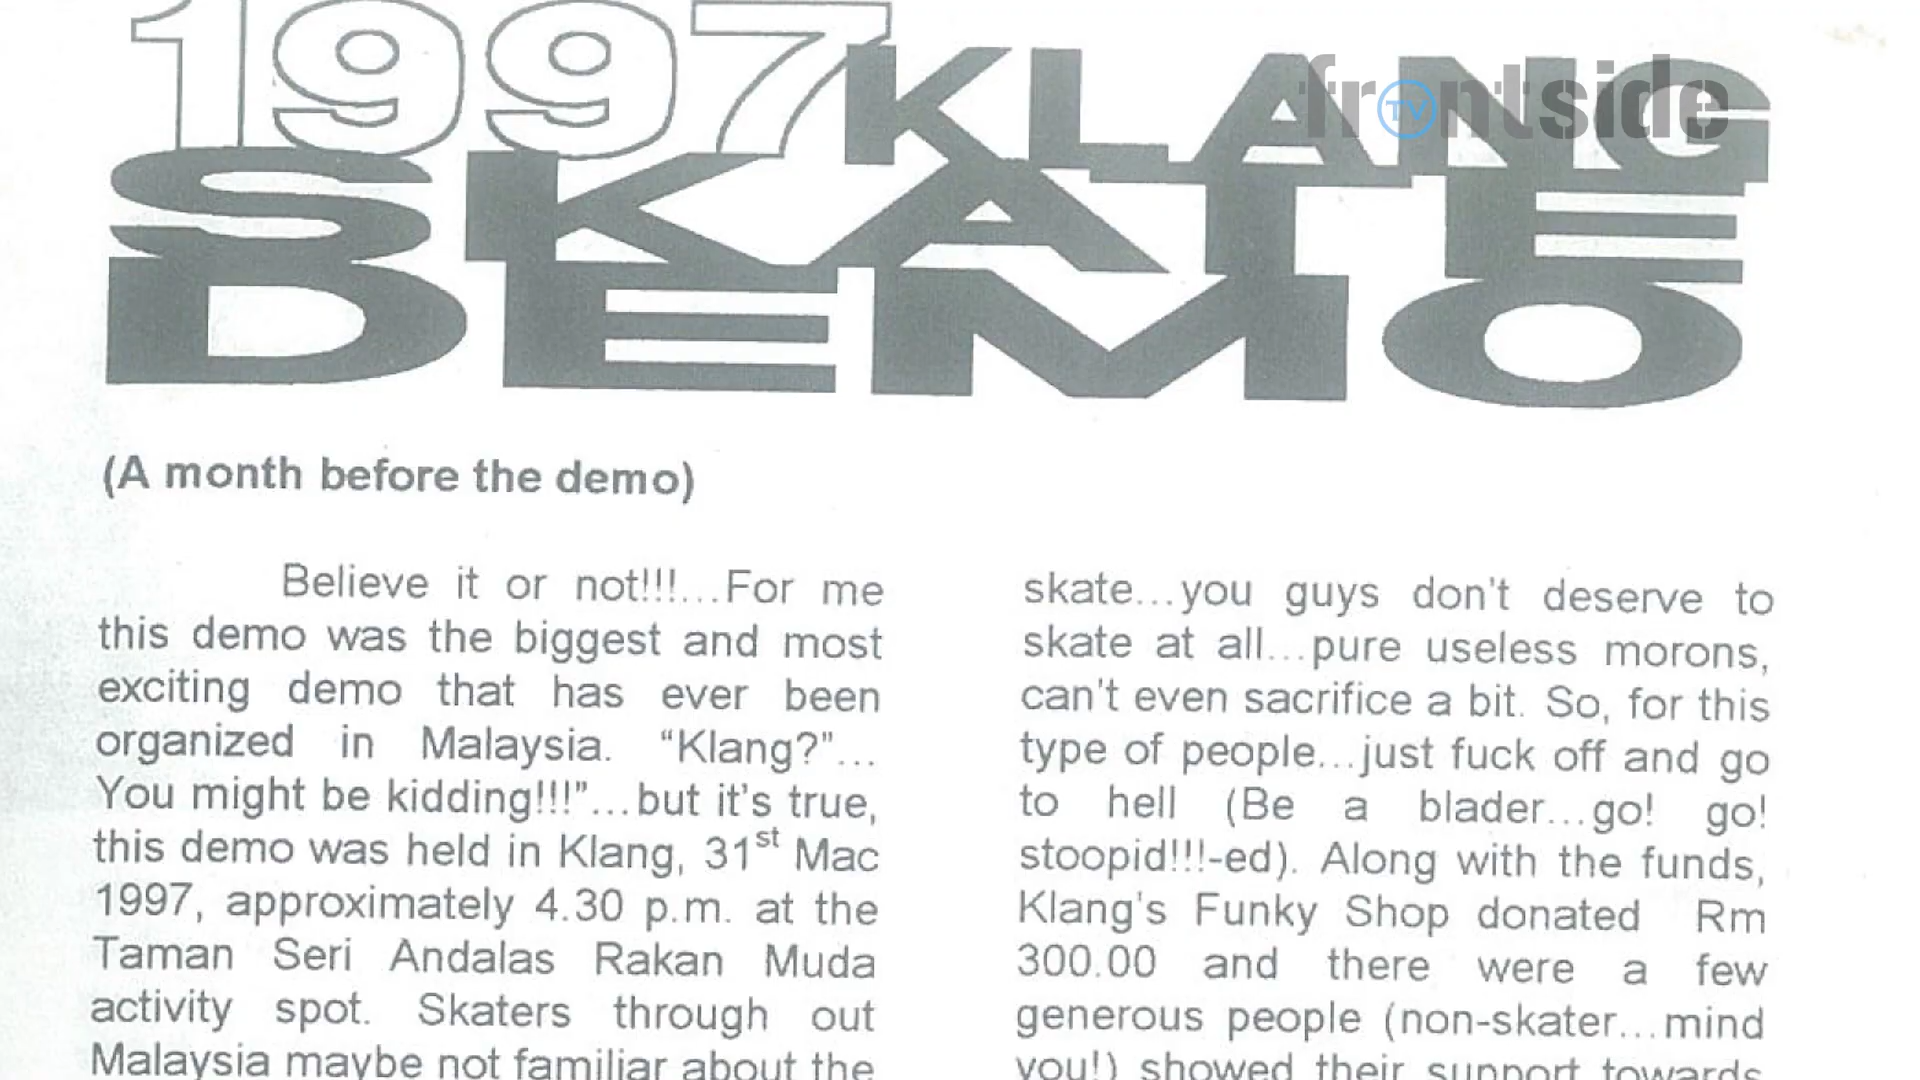 1997 KLANG
SKATE
DEMO
frontside
TV
(A month before the demo)
Believe it or not!!!...For me
this demo was the biggest and most
exciting demo that has ever been
organized in Malaysia. “Klang?”...
You might be kidding!!!”...but it’s true,
this demo was held in Klang, 31st Mac
1997, approximately 4.30 p.m. at the
Taman Seri Andalas Rakan Muda
activity spot. Skaters through out
Malaysia maybe not familiar about the
skate...you guys don't deserve to
skate at all...pure useless morons,
can't even sacrifice a bit. So, for this
type of people...just fuck off and go
to hell (Be a blader...go! go!
stoopid!!!-ed). Along with the funds,
Klang's Funky Shop donated Rm
300.00 and there were a few
generous people (non-skater...mind
you!) showed their support towards